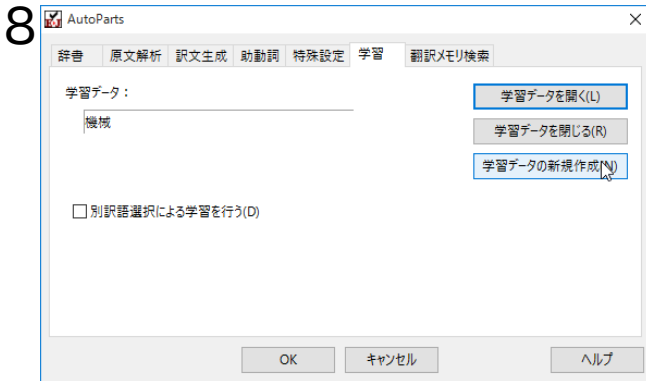 8
AutoParts
辞書 原文解析 訳文生成 助動詞 特殊設定 学習 翻訳メモリ検索
学習データ:
機械
学習データを開く(L)
学習データを閉じる(R)
学習データの新規作成(N)
別訳語選択による学習を行う(D)
OK キャンセル ヘルプ